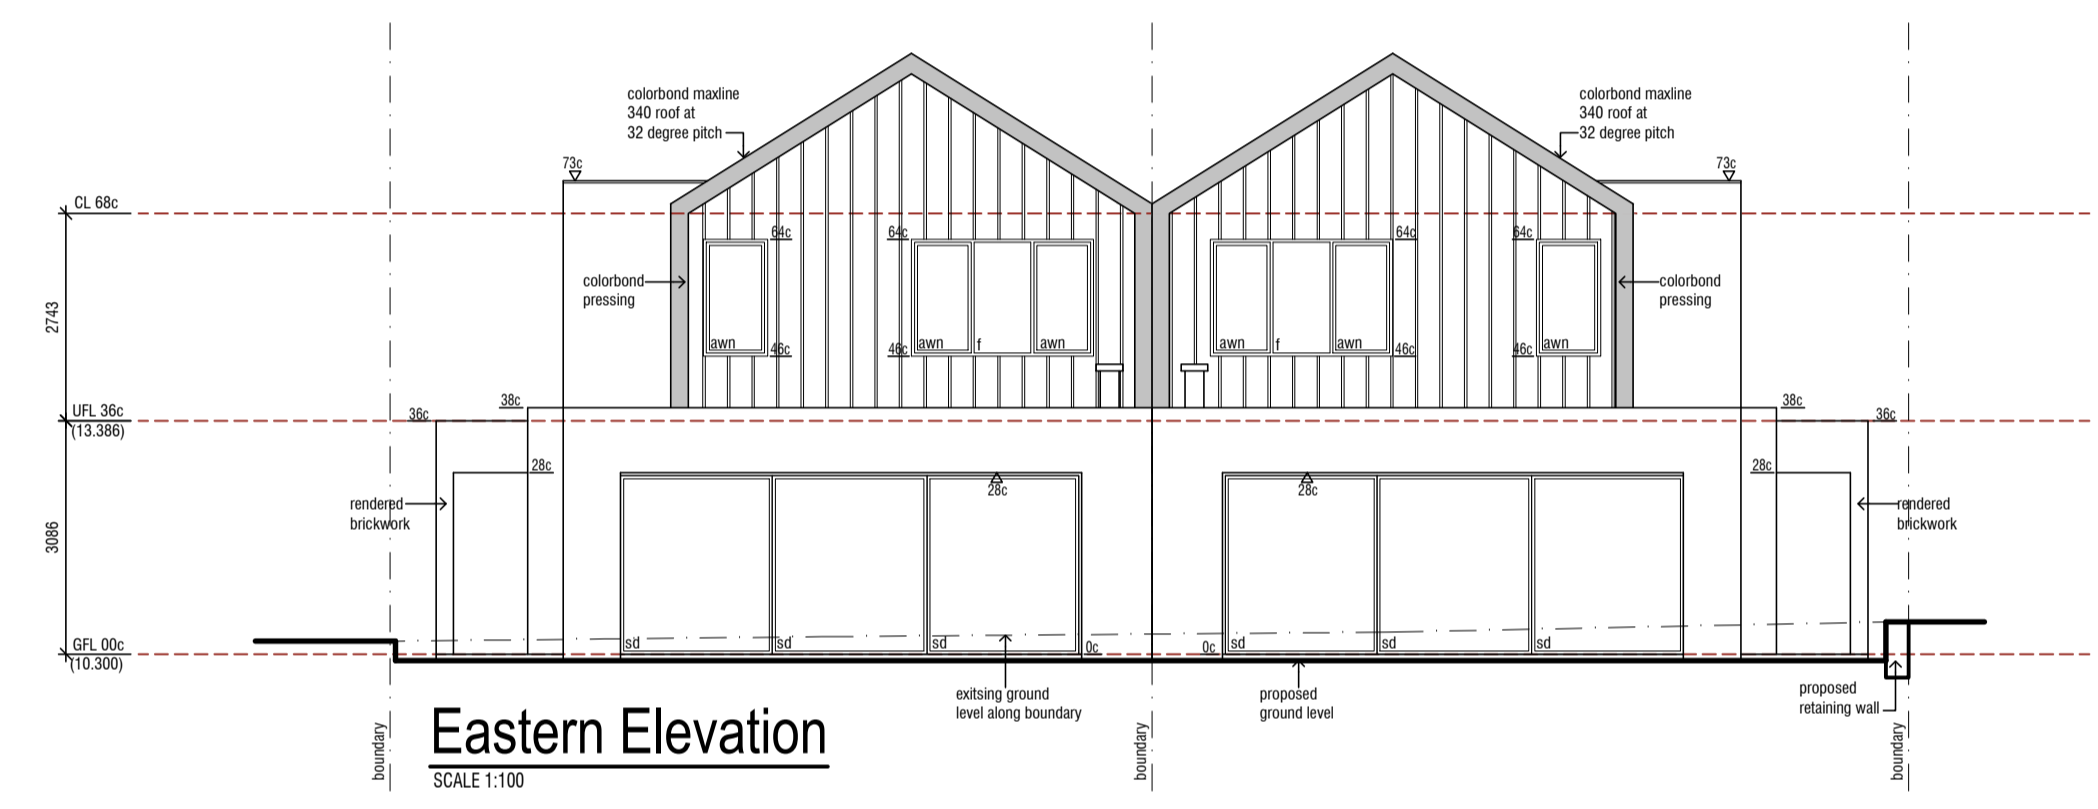 colorbond maxline
340 roof at
32 degree pitch
colorbond maxline
340 roof at
32 degree pitch
73c
73c
CL 68c
64c
64c
64c
64c
colorbond
pressing
colorbond
pressing
2743
awn
46c
46c
awn
f
awn
awn
f
awn
46c
46c
awn
UFL 36c
(13.386)
36c
38c
38c
36c
28c
28c
28c
28c
rendered
brickwork
rendered
brickwork
3086
GFL 00c
(10.300)
sd
sd
sd
0c
0c
sd
sd
sd
exitsing ground
level along boundary
proposed
ground level
proposed
retaining wall
boundary
boundary
boundary
Eastern Elevation
SCALE 1:100